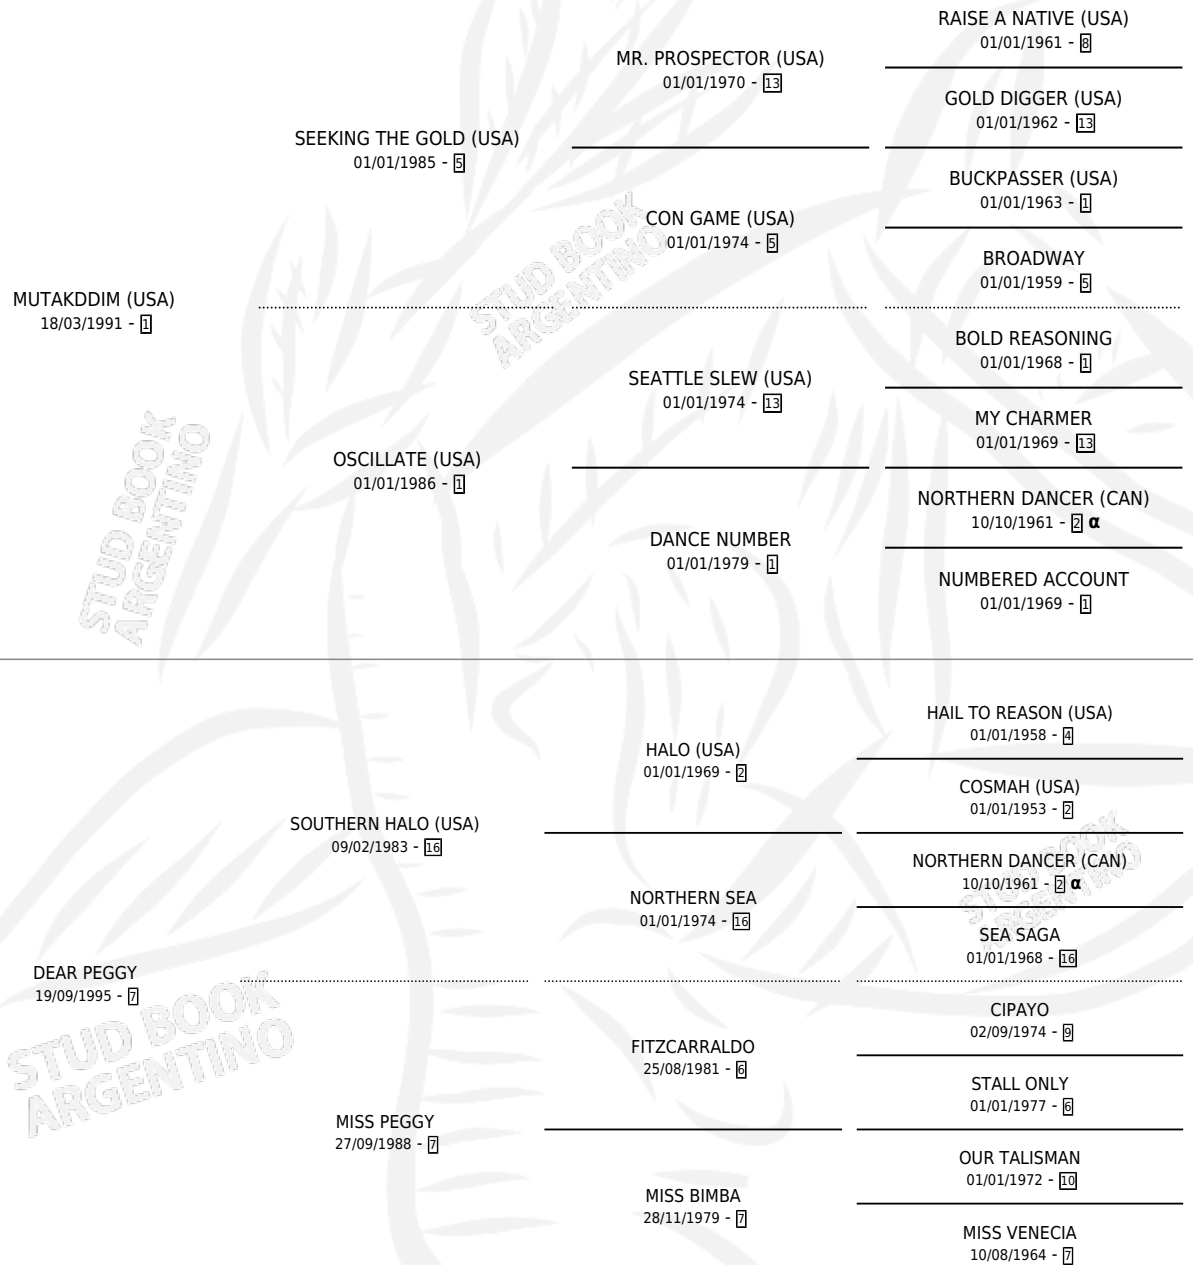 RAISE A NATIVE (USA)
01/01/1961 - 8
MR. PROSPECTOR (USA)
01/01/1970 - 13
GOLD DIGGER (USA)
01/01/1962 - 13
SEEKING THE GOLD (USA)
01/01/1985 - 5
BUCKPASSER (USA)
01/01/1963 - 1
CON GAME (USA)
01/01/1974 - 5
BROADWAY
01/01/1959 - 5
MUTAKDDIM (USA)
18/03/1991 - 1
BOLD REASONING
01/01/1968 - 1
SEATTLE SLEW (USA)
01/01/1974 - 13
MY CHARMER
01/01/1969 - 13
OSCILLATE (USA)
01/01/1986 - 1
NORTHERN DANCER (CAN)
10/10/1961 - 2 α
DANCE NUMBER
01/01/1979 - 1
NUMBERED ACCOUNT
01/01/1969 - 1
HAIL TO REASON (USA)
01/01/1958 - 4
HALO (USA)
01/01/1969 - 2
COSMAH (USA)
01/01/1953 - 2
SOUTHERN HALO (USA)
09/02/1983 - 16
NORTHERN DANCER (CAN)
10/10/1961 - 2 α
NORTHERN SEA
01/01/1974 - 16
SEA SAGA
01/01/1968 - 16
DEAR PEGGY
19/09/1995 - 7
CIPAYO
02/09/1974 - 9
FITZCARRALDO
25/08/1981 - 6
STALL ONLY
01/01/1977 - 6
MISS PEGGY
27/09/1988 - 7
OUR TALISMAN
01/01/1972 - 10
MISS BIMBA
28/11/1979 - 7
MISS VENECIA
10/08/1964 - 7
STUD BOOK
ARGENTINO
STUD BOOK
ARGENTINO
STUD BOOK
ARGENTINO
STUD BOOK
ARGENTINO